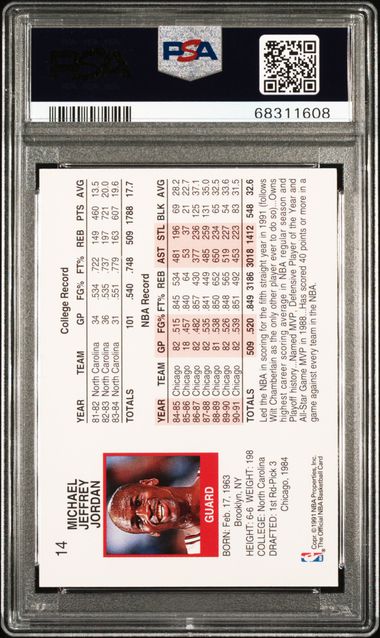 PSA
PSA
68311608
14
MICHAEL
JEFFREY
JORDAN
GUARD
BORN: Feb. 17, 1963
Brooklyn, NY
HEIGHT: 6-6 WEIGHT: 198
COLLEGE: North Carolina
DRAFTED: 1st Rd-Pick 3
Chicago, 1984
Copr. ©1991 NBA Properties, Inc.
The Official NBA Basketball Card
College Record
YEAR TEAM GP FG% FT% REB PTS AVG
81-82 North Carolina 34 .534 .722 149 460 13.5
82-83 North Carolina 36 .535 .737 197 721 20.0
83-84 North Carolina 31 .551 .779 163 607 19.6
TOTALS 101 .540 .748 509 1788 17.7
NBA Record
YEAR TEAM GP FG% FT% REB AST STL BLK AVG
84-85 Chicago 82 .515 .845 534 481 196 69 28.2
85-86 Chicago 18 .457 .840 64 53 37 21 22.7
86-87 Chicago 82 .482 .857 430 377 236 125 37.1
87-88 Chicago 82 .535 .841 449 485 259 131 35.0
88-89 Chicago 81 .538 .850 652 650 234 65 32.5
89-90 Chicago 82 .526 .848 565 519 227 54 33.6
90-91 Chicago 82 .539 .851 492 453 223 83 31.5
TOTALS 509 .520 .849 3186 3018 1412 548 32.6
Led the NBA in scoring for the fifth straight year in 1991 (follows
Wilt Chamberlain as the only other player ever to do so)...Owns
highest career scoring average in NBA regular season and
Playoff history...Named MVP, Defensive Player of the Year and
All-Star Game MVP in 1988. Has scored 40 points or more in a
game against every team in the NBA.